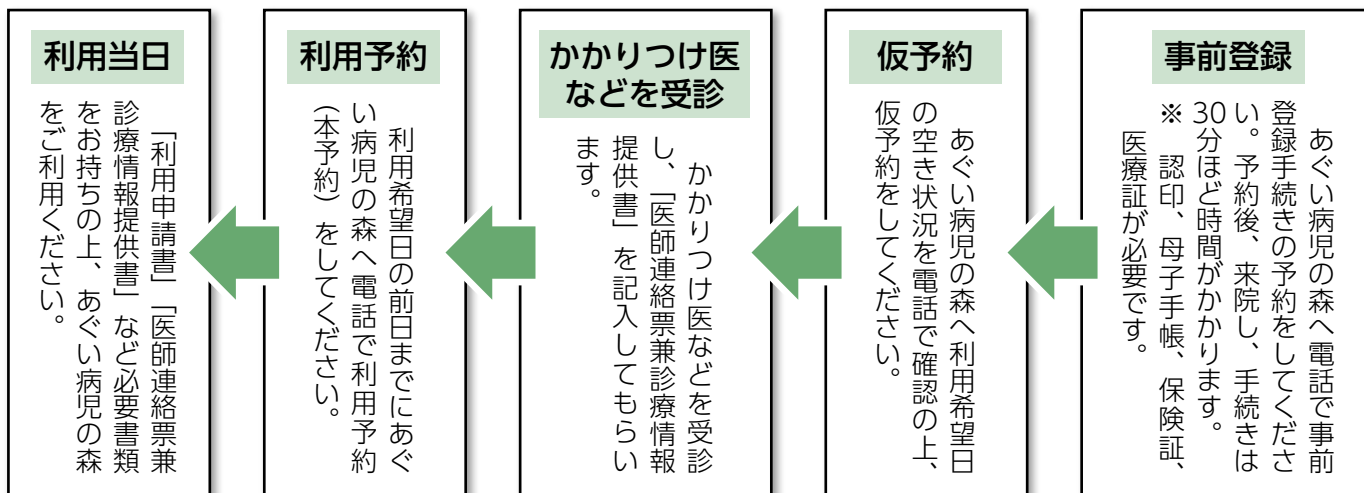 事前登録
あぐい病児の森へ電話で事前
登録手続きの予約をしてくださ
い。予約後、来院し、手続きは
30分ほど時間がかかります。
※　認印、母子手帳、保険証、
医療証が必要です。
仮予約
あぐい病児の森へ利用希望日
の空き状況を電話で確認の上、
仮予約をしてください。
かかりつけ医
などを受診
かかりつけ医などを受診
し、「医師連絡票兼診療情報
提供書」を記入してもらい
ます。
利用予約
利用希望日の前日までにあぐ
い病児の森へ電話で利用予約
（本予約）をしてください。
利用当日
「利用申請書」「医師連絡票兼
診療情報提供書」など必要書類
をお持ちの上、あぐい病児の森
をご利用ください。